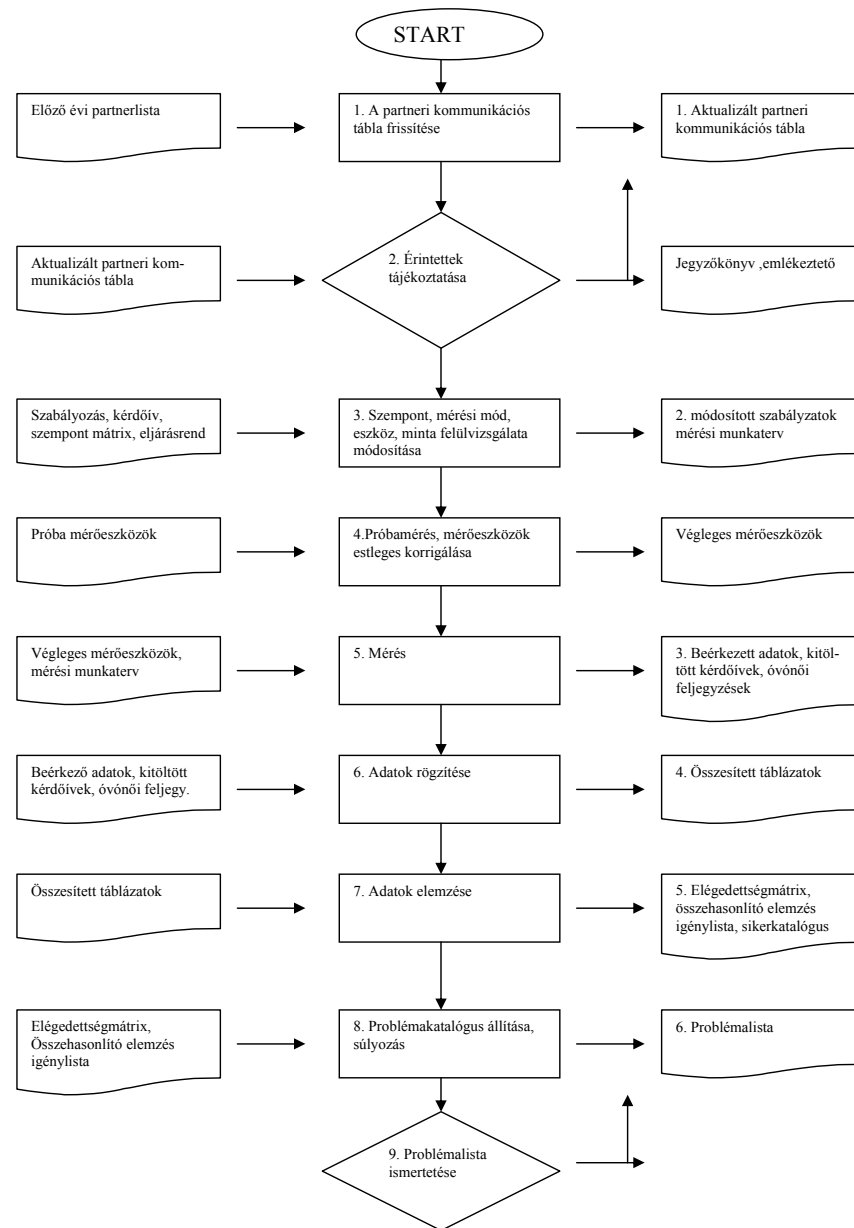 START
Előző évi partnerlista
1. A partneri kommunikációs
tábla frissítése
1. Aktualizált partneri
kommunikációs tábla
Aktualizált partneri kom-
munikációs tábla
2. Érintettek
tájékoztatása
Jegyzőkönyv ,emlékeztető
Szabályozás, kérdőív,
szempont mátrix, eljárásrend
3. Szempont, mérési mód,
eszköz, minta felülvizsgálata
módosítása
2. módosított szabályzatok
mérési munkaterv
Próba mérőeszközök
4.Próbamérés, mérőeszközök
estleges korrigálása
Végleges mérőeszközök
Végleges mérőeszközök,
mérési munkaterv
5. Mérés
3. Beérkezett adatok, kitöl-
tött kérdőívek, óvónői
feljegyzések
Beérkező adatok, kitöltött
kérdőívek, óvónői feljegy.
6. Adatok rögzítése
4. Összesített táblázatok
Összesített táblázatok
7. Adatok elemzése
5. Elégedettségmátrix,
összehasonlító elemzés
igénylista, sikerkatalógus
Elégedettségmátrix,
Összehasonlító elemzés
igénylista
8. Problémakatalógus állítása,
súlyozás
6. Problémalista
9. Problémalista
ismertetése